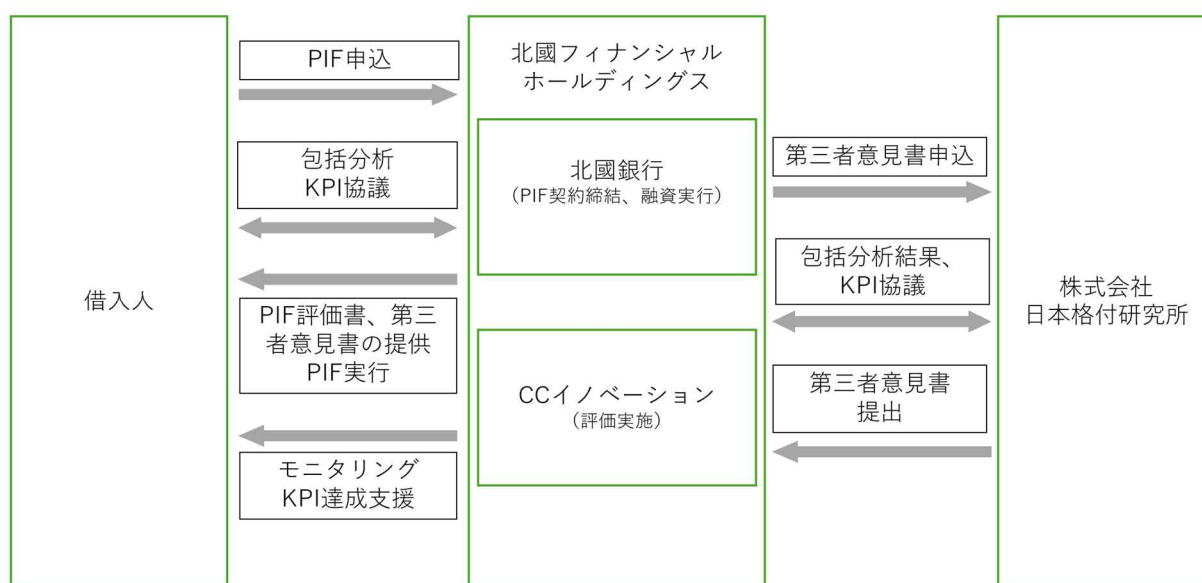 借入人
PIF申込
包括分析
KPI協議
PIF評価書、第三
者意見書の提供
PIF実行
モニタリング
KPI達成支援
北國フィナンシャル
ホールディングス
北國銀行
（PIF契約締結、融資実行）
CCイノベーション
（評価実施）
第三者意見書申込
包括分析結果、
KPI協議
第三者意見書
提出
株式会社
日本格付研究所